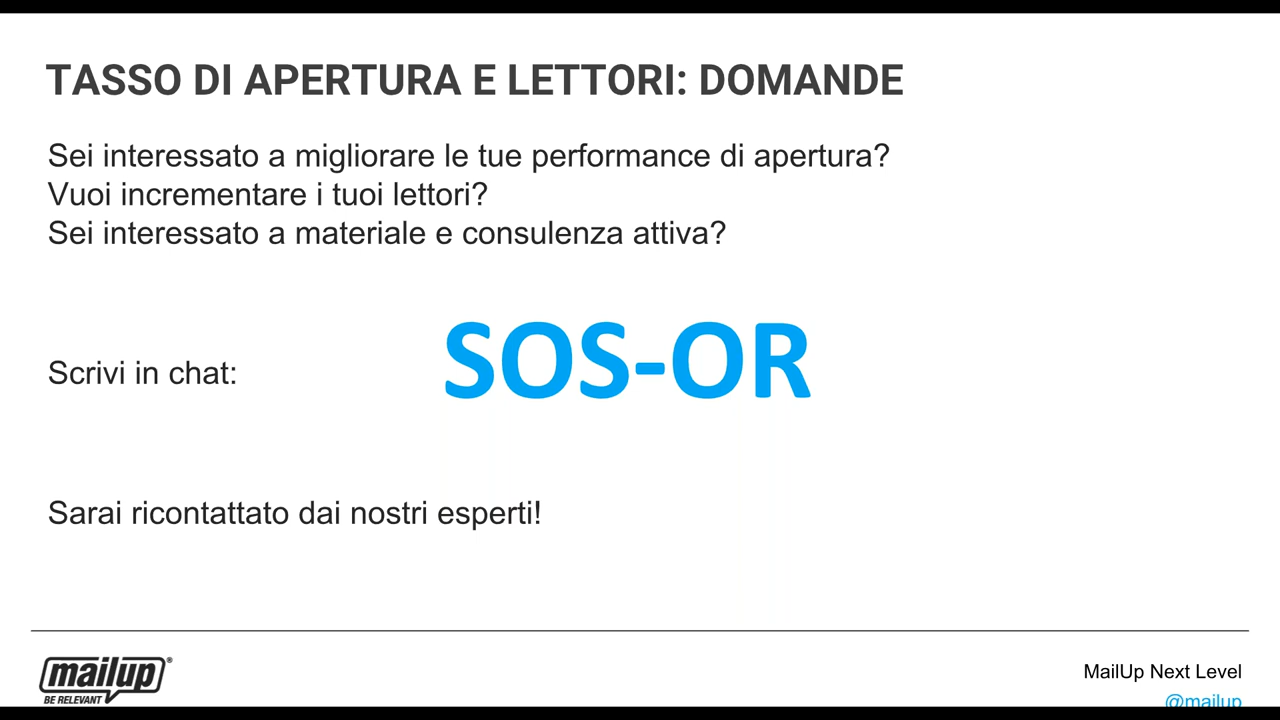 TASSO DI APERTURA E LETTORI: DOMANDE
Sei interessato a migliorare le tue performance di apertura?
Vuoi incrementare i tuoi lettori?
Sei interessato a materiale e consulenza attiva?
Scrivi in chat:
SOS-OR
Sarai ricontattato dai nostri esperti!
mailup®
BE RELEVANT
MailUp Next Level
@mailup